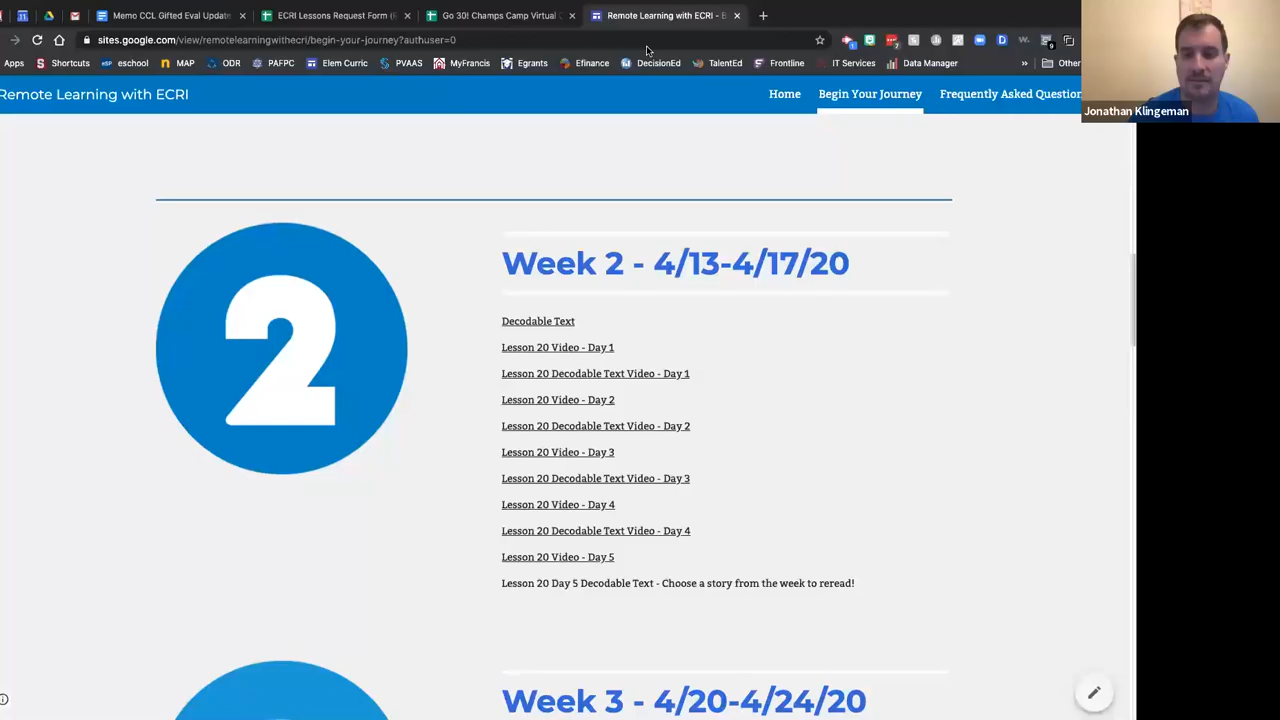 Memo CCL Gifted Eval Update
ECRI Lessons Request Form (R
Go 30! Champs Camp Virtual
Remote Learning with ECRI - B
sites.google.com/view/remotelearningwithecri/begin-your-journey?authuser=0
Apps Shortcuts eschool MAP ODR PAFPC Elem Curric PVAAS MyFrancis Egrants Efinance DecisionEd TalentEd Frontline IT Services Data Manager » Other
Remote Learning with ECRI
Home Begin Your Journey Frequently Asked Question
Jonathan Klingeman
2
Week 2 - 4/13-4/17/20
Decodable Text
Lesson 20 Video - Day 1
Lesson 20 Decodable Text Video - Day 1
Lesson 20 Video - Day 2
Lesson 20 Decodable Text Video - Day 2
Lesson 20 Video - Day 3
Lesson 20 Decodable Text Video - Day 3
Lesson 20 Video - Day 4
Lesson 20 Decodable Text Video - Day 4
Lesson 20 Video - Day 5
Lesson 20 Day 5 Decodable Text - Choose a story from the week to reread!
Week 3 - 4/20-4/24/20